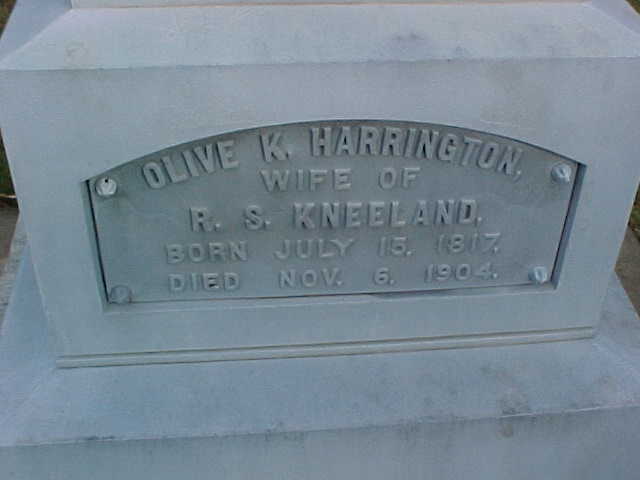 OLIVE K. HARRINGTON,
WIFE OF
R. S. KNEELAND.
BORN JULY 15. 1817.
DIED NOV. 6. 1904.